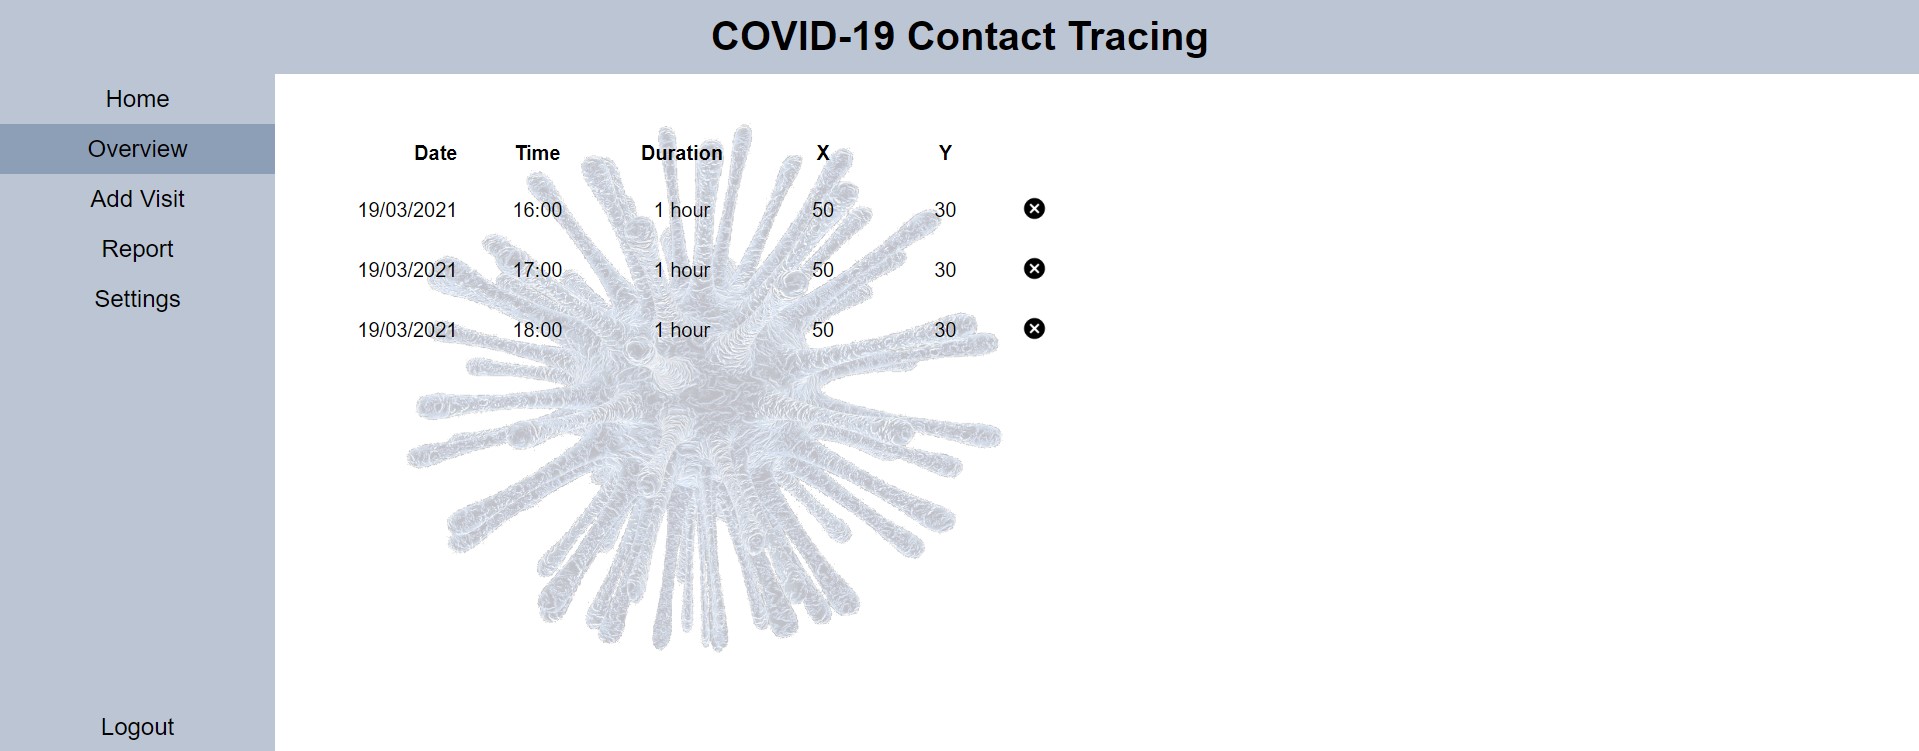 COVID-19 Contact Tracing
Home
Overview
Add Visit
Report
Settings
Logout
Date Time Duration X Y
19/03/2021 16:00 1 hour 50 30
19/03/2021 17:00 1 hour 50 30
19/03/2021 18:00 1 hour 50 30